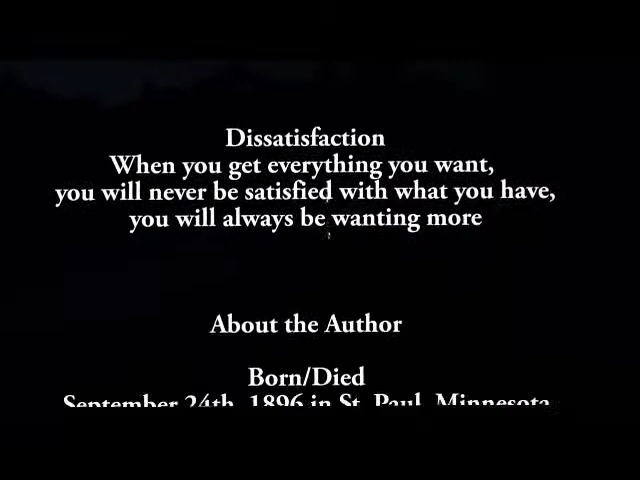 Dissatisfaction
When you get everything you want,
you will never be satisfied with what you have,
you will always be wanting more
About the Author
Born/Died
September 24th, 1896 in St. Paul, Minnesota